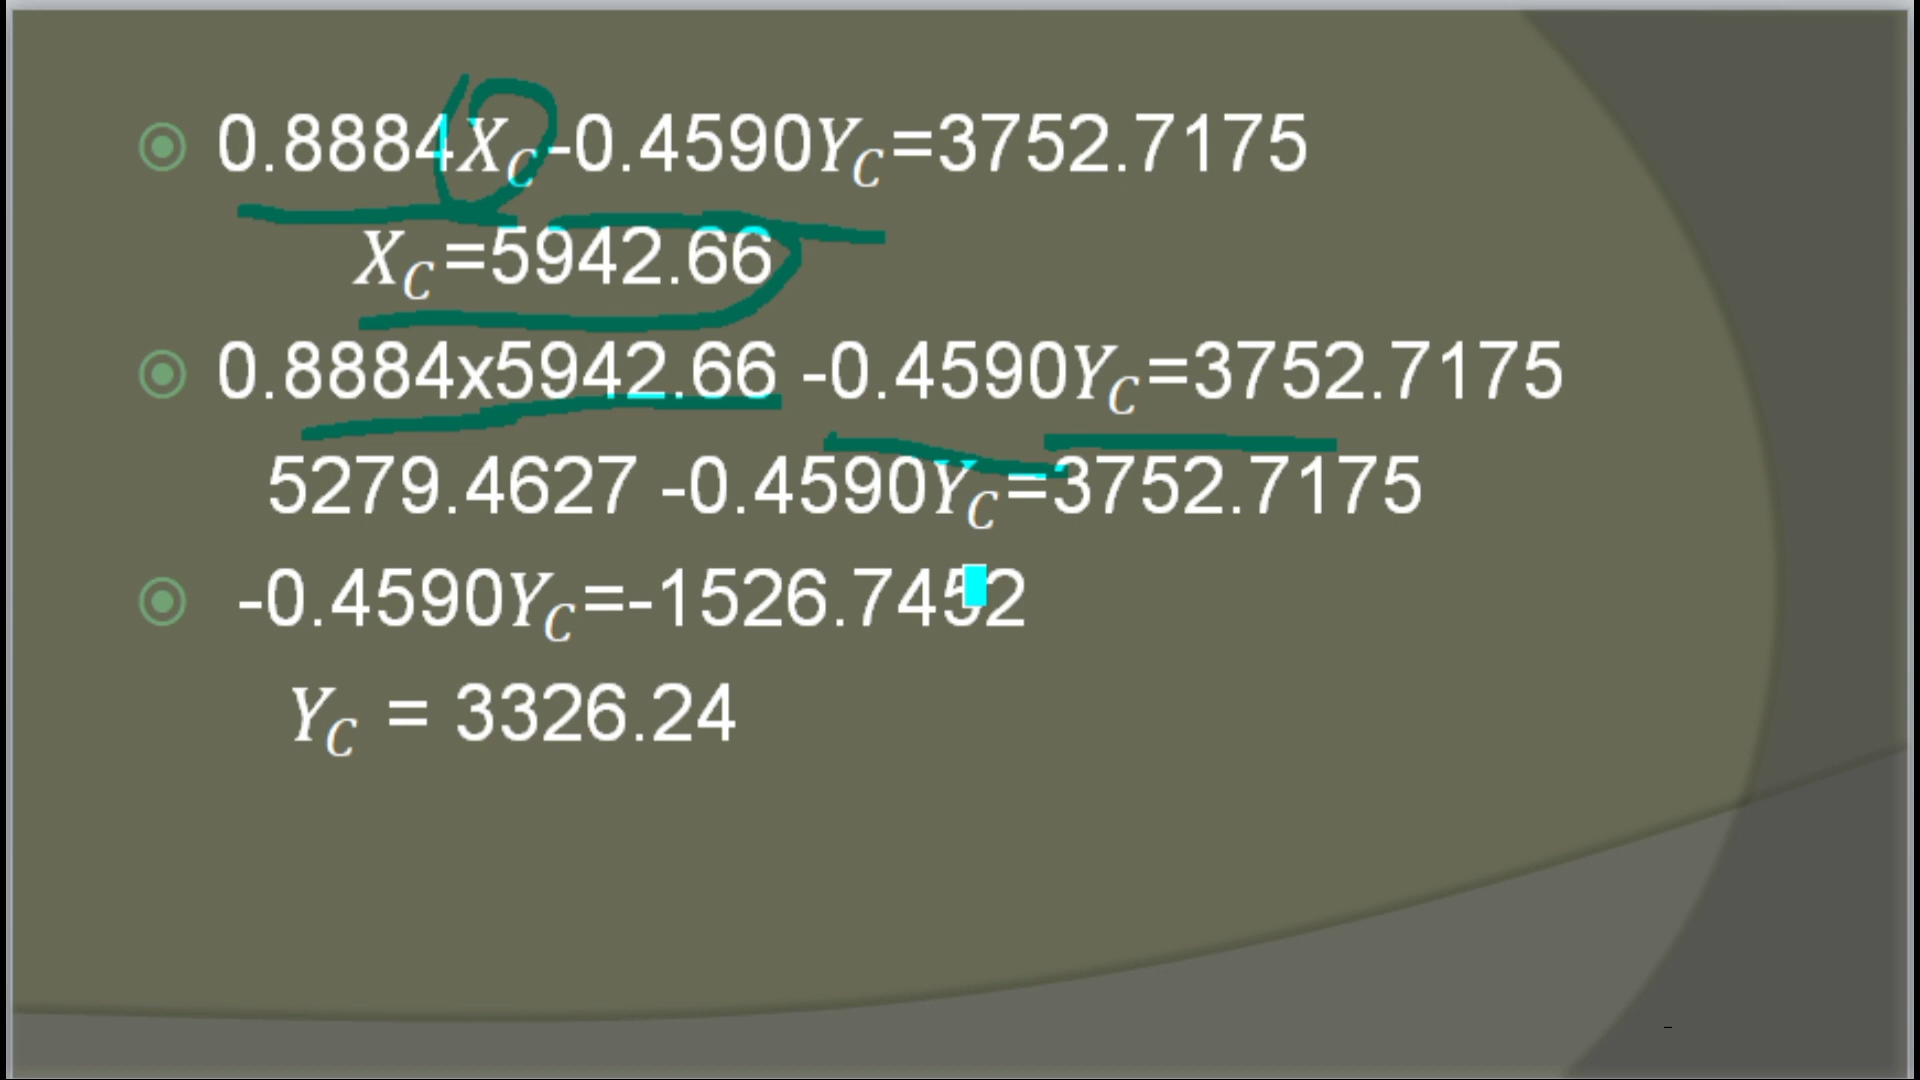 0.8884X_C-0.4590Y_C=3752.7175
X_C=5942.66
0.8884x5942.66 -0.4590Y_C=3752.7175
5279.4627 -0.4590Y_C=3752.7175
-0.4590Y_C=-1526.7452
Y_C = 3326.24